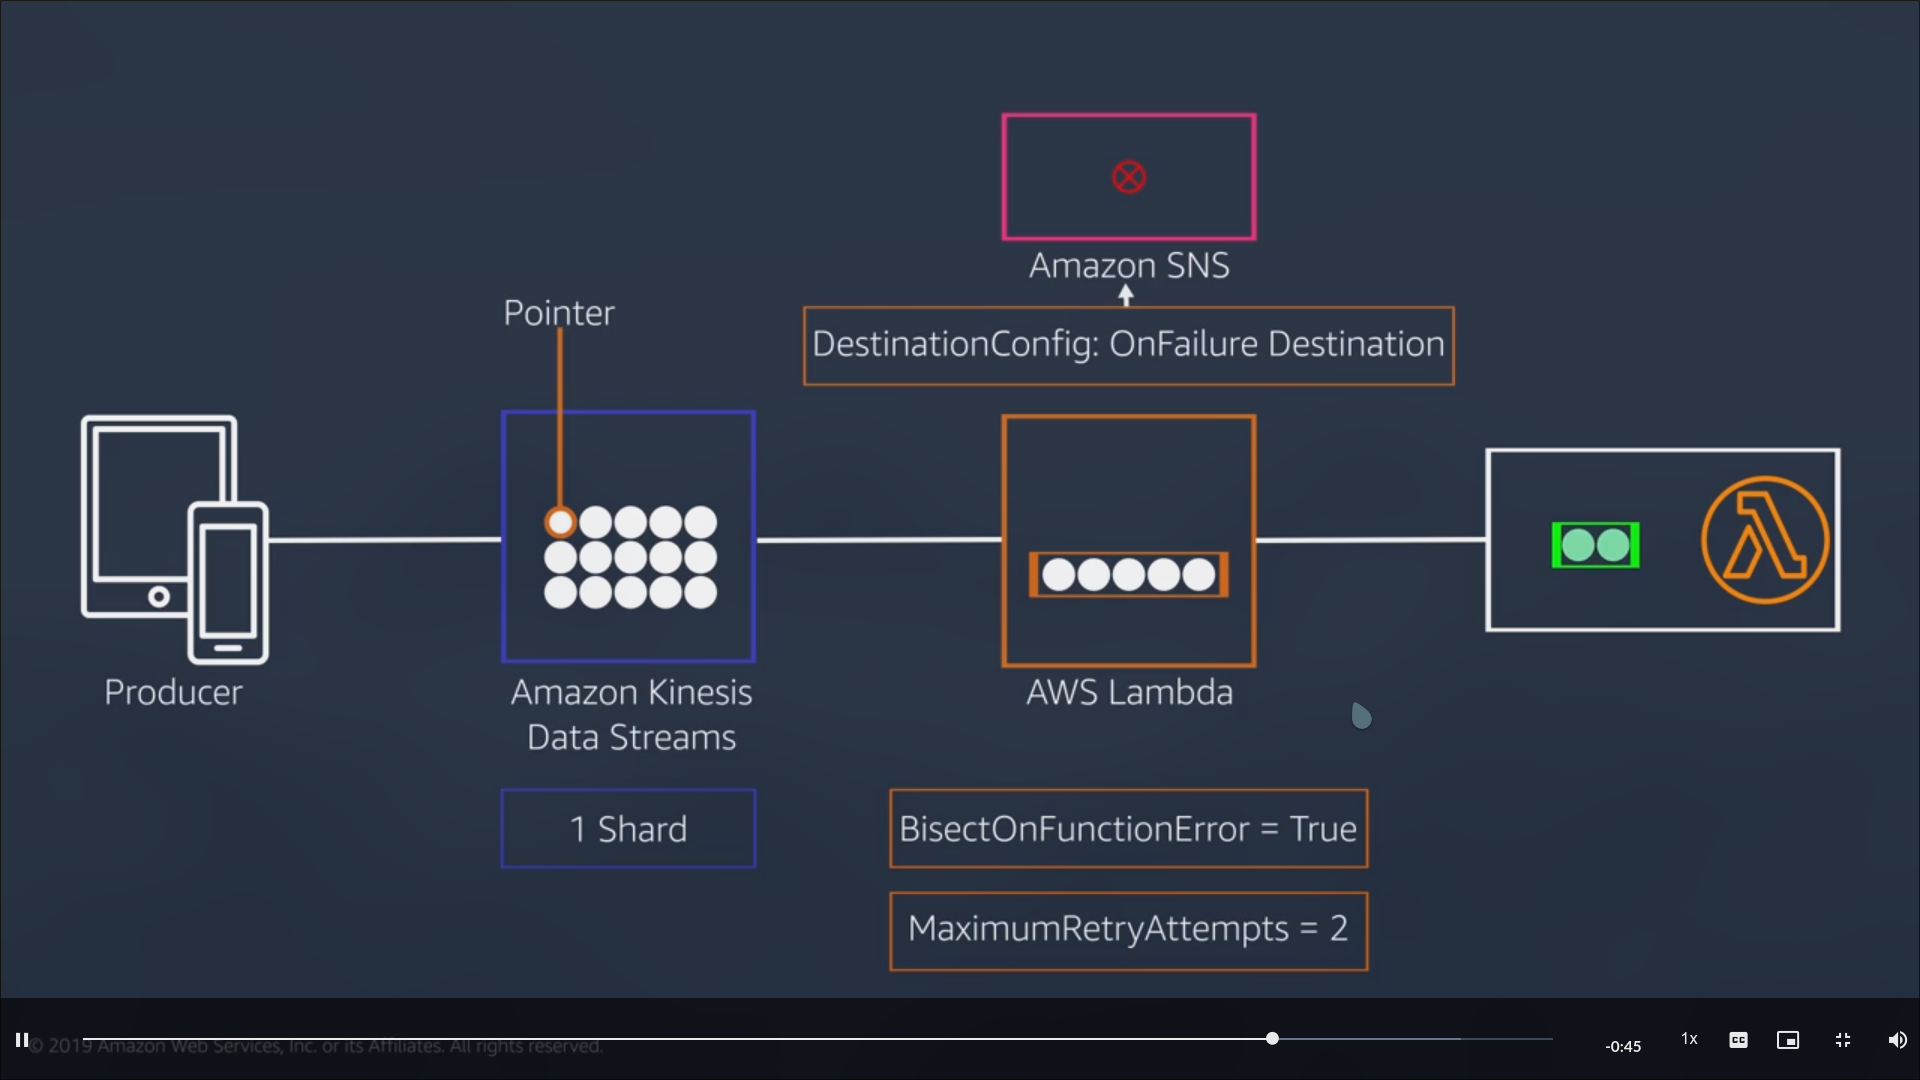 Amazon SNS
Pointer
DestinationConfig: OnFailure Destination
Producer
Amazon Kinesis
Data Streams
AWS Lambda
1 Shard
BisectOnFunctionError = True
MaximumRetryAttempts = 2
© 2019 Amazon Web Services, Inc. or its Affiliates. All rights reserved.
-0:45
1x
CC